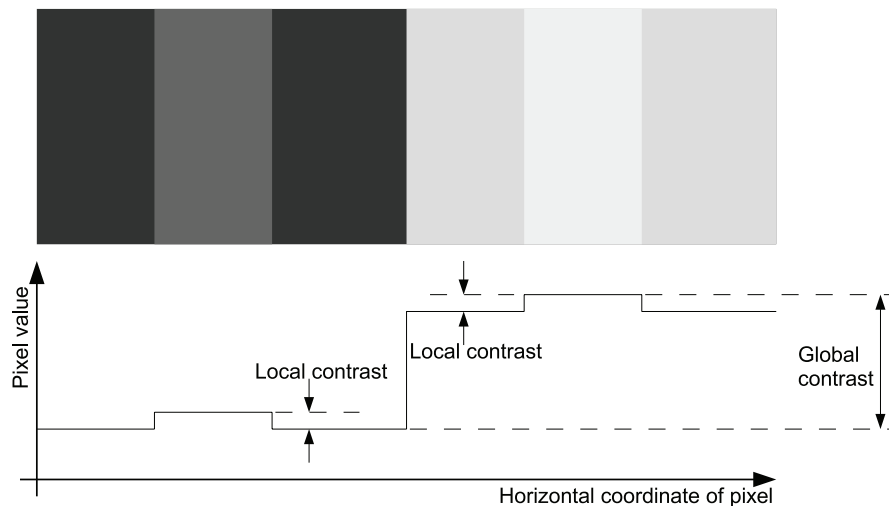 Pixel value
Local contrast
Local contrast
Global
contrast
Horizontal coordinate of pixel